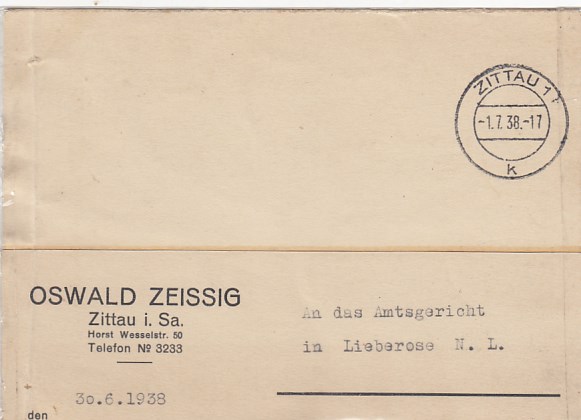 ZITTAU 1
-1.7.38.-17
k
OSWALD ZEISSIG
Zittau i. Sa.
Horst Wesselstr. 50
Telefon № 3233
An das Amtsgericht
in Lieberose N. L.
30.6.1938
den